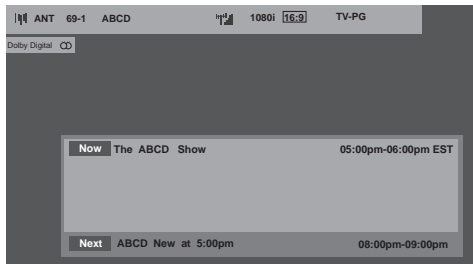 ANT 69-1 ABCD 1080i 16:9 TV-PG
Dolby Digital
Now The ABCD Show 05:00pm-06:00pm EST
Next ABCD New at 5:00pm 08:00pm-09:00pm